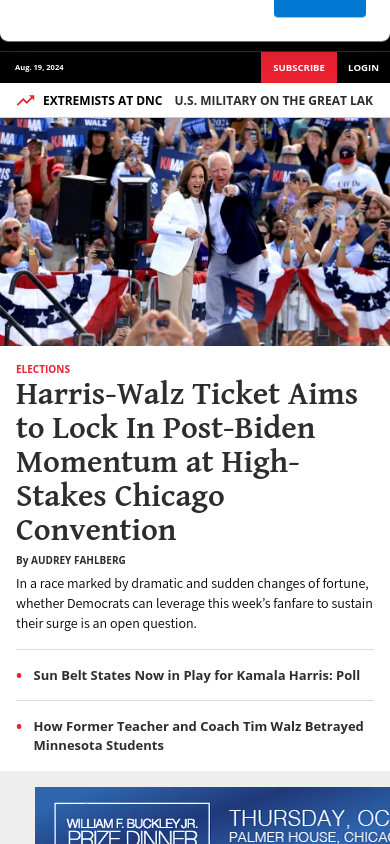 Aug. 19, 2024
SUBSCRIBE
LOGIN
EXTREMISTS AT DNC
U.S. MILITARY ON THE GREAT LAK
ELECTIONS
Harris-Walz Ticket Aims
to Lock In Post-Biden
Momentum at High-
Stakes Chicago
Convention
By AUDREY FAHLBERG
In a race marked by dramatic and sudden changes of fortune,
whether Democrats can leverage this week’s fanfare to sustain
their surge is an open question.
Sun Belt States Now in Play for Kamala Harris: Poll
How Former Teacher and Coach Tim Walz Betrayed
Minnesota Students
WILLIAM F. BUCKLEY JR.
PRIZE DINNER
THURSDAY, OC
PALMER HOUSE, CHICA